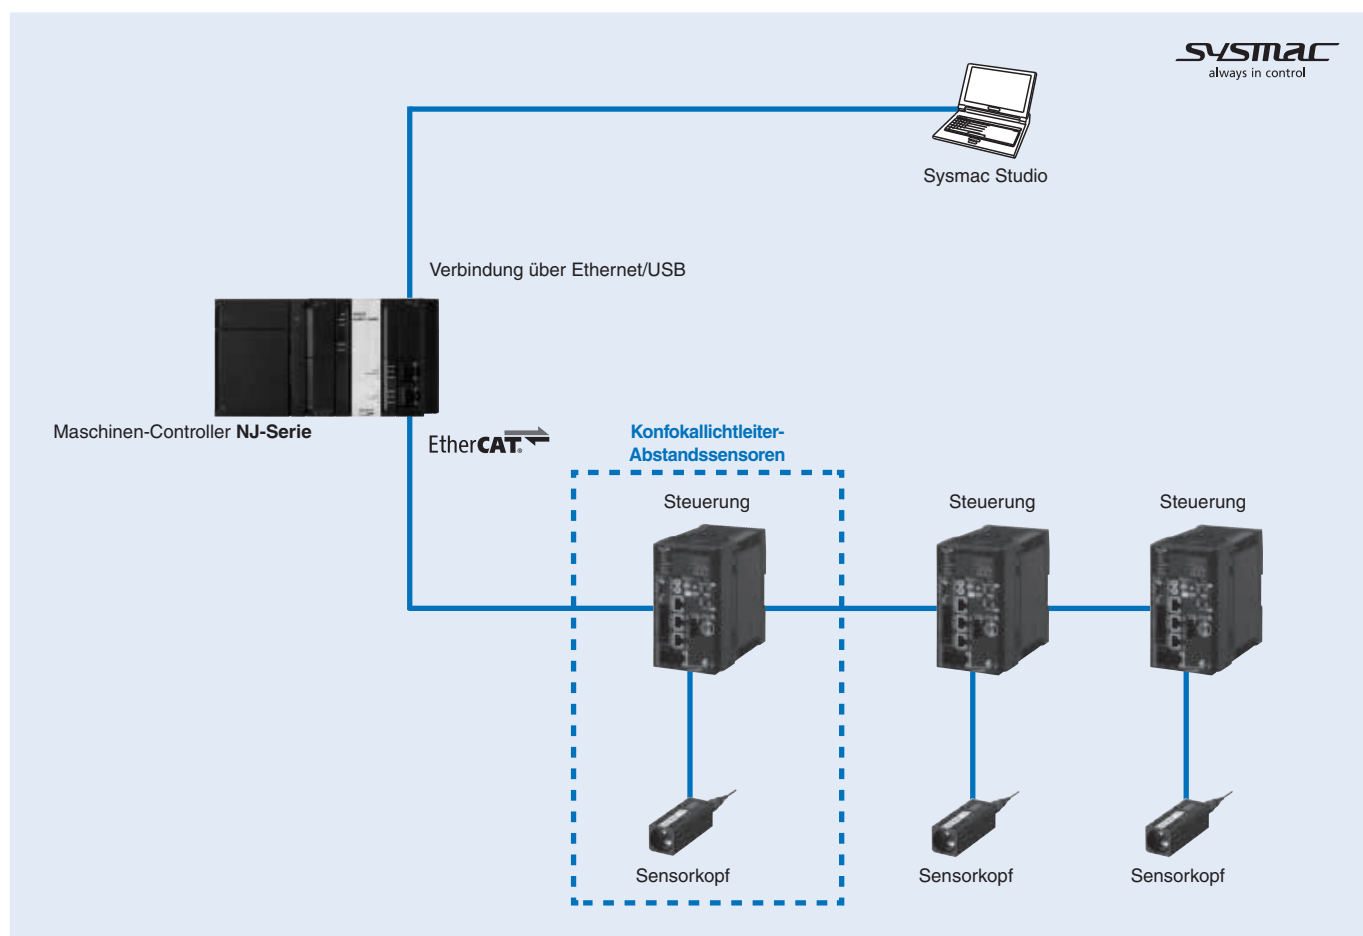 sysmac
always in control
Sysmac Studio
Verbindung über Ethernet/USB
Maschinen-Controller NJ-Serie
EtherCAT®
Konfokallichtleiter-
Abstandssensoren
Steuerung
Steuerung
Steuerung
Sensorkopf
Sensorkopf
Sensorkopf